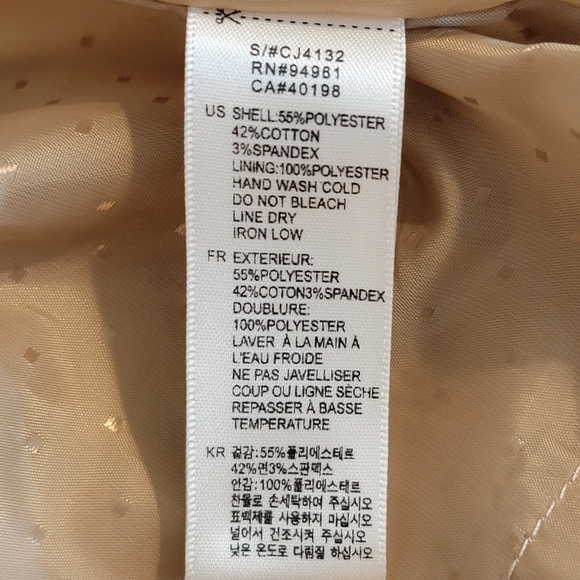 S/#CJ4132
RN#94981
CA#40198
US SHELL:55%POLYESTER
42%COTTON
3%SPANDEX
LINING:100%POLYESTER
HAND WASH COLD
DO NOT BLEACH
LINE DRY
IRON LOW
FR EXTERIEUR:
55%POLYESTER
42%COTON3%SPANDEX
DOUBLURE:
100%POLYESTER
LAVER À LA MAIN À
L'EAU FROIDE
NE PAS JAVELLISER
COUP OU LIGNE SÈCHE
REPASSER À BASSE
TEMPERATURE
KR 겉감:55%폴리에스테르
42%면3%스판덱스
안감:100%폴리에스테르
찬물로 손세탁하여 주십시오
표백제를 사용하지 마십시오
널어서 건조시켜 주십시오
낮은 온도로 다림질 하십시오